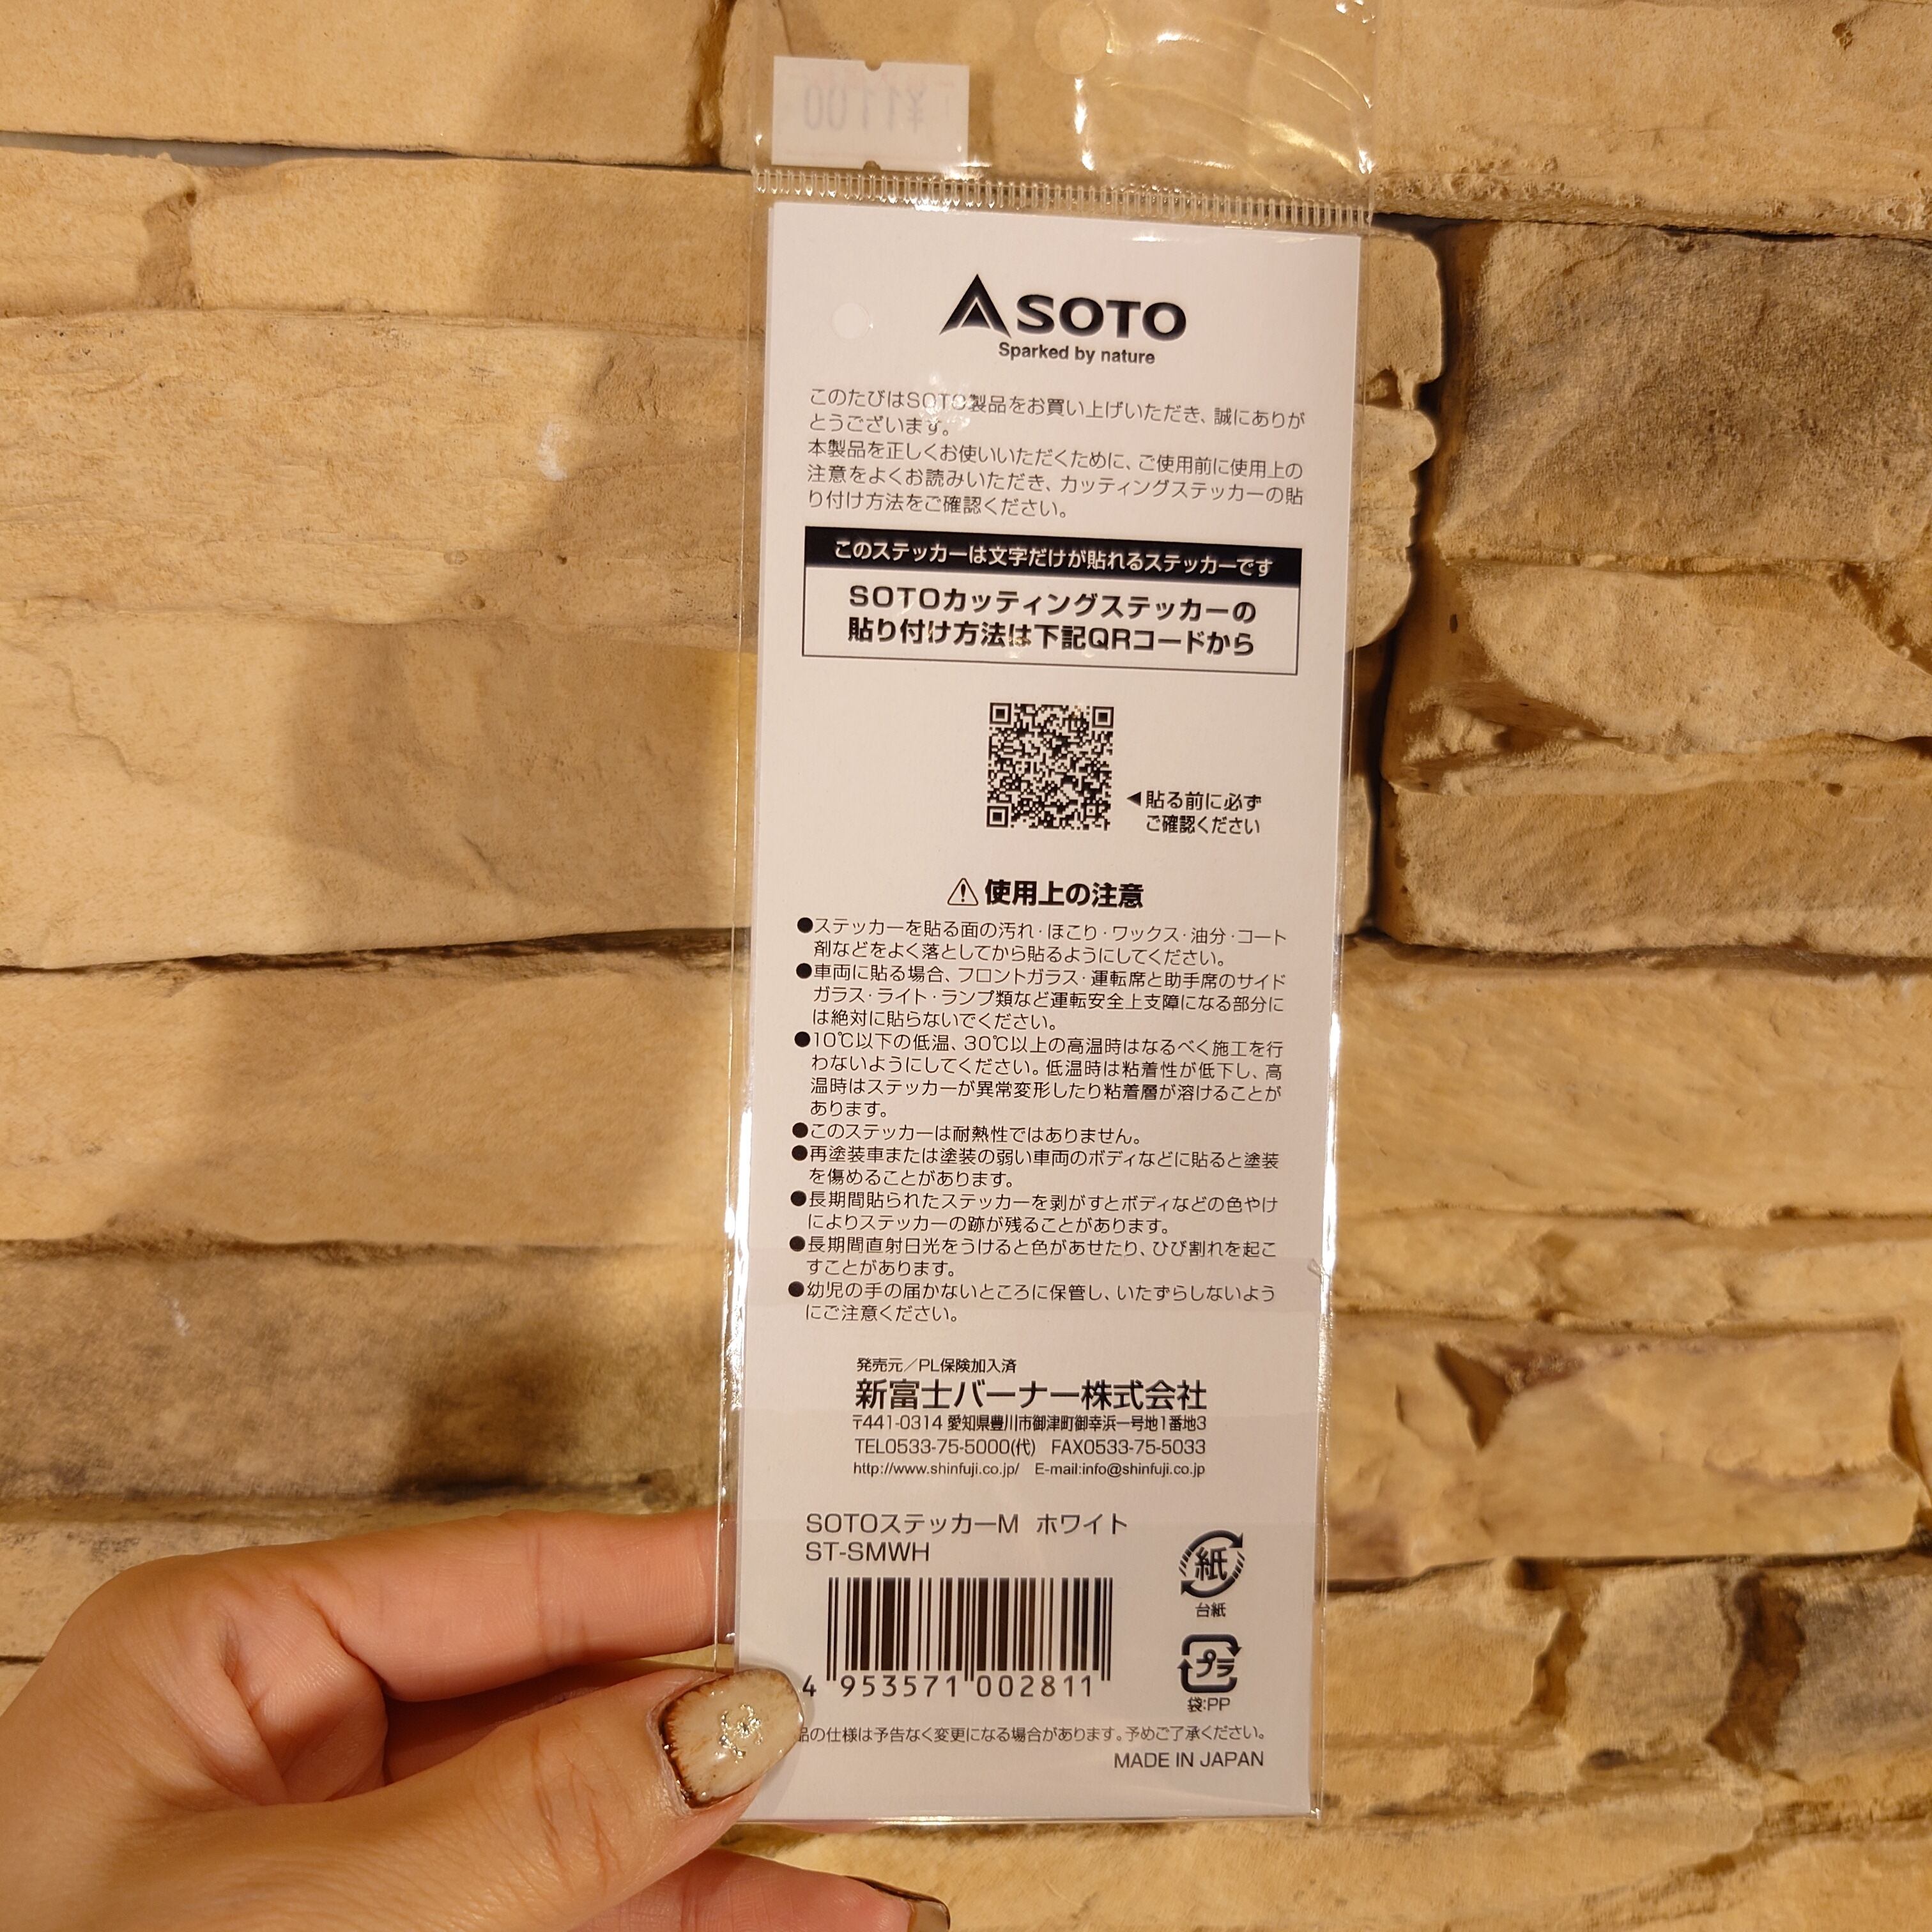 ¥1100
SOTO
Sparked by nature
このたびはSOTO製品をお買い上げいただき、誠にありが
とうございます。
本製品を正しくお使いいただくために、ご使用前に使用上の
注意をよくお読みいただき、カッティングステッカーの貼
り付け方法をご確認ください。
このステッカーは文字だけが貼れるステッカーです
SOTOカッティングステッカーの
貼り付け方法は下記QRコードから
◀貼る前に必ず
ご確認ください
⚠使用上の注意
●ステッカーを貼る面の汚れ・ほこり・ワックス・油分・コート
剤などをよく落としてから貼るようにしてください。
●車両に貼る場合、フロントガラス・運転席と助手席のサイド
ガラス・ライト・ランプ類など運転安全上支障になる部分に
は絶対に貼らないでください。
●10℃以下の低温、30℃以上の高温時はなるべく施工を行
わないようにしてください。低温時は粘着性が低下し、高
温時はステッカーが異常変形したり粘着層が溶けることが
あります。
●このステッカーは耐熱性ではありません。
●再塗装車または塗装の弱い車両のボディなどに貼ると塗装
を傷めることがあります。
●長期間貼られたステッカーを剥がすとボディなどの色やけ
によりステッカーの跡が残ることがあります。
●長期間直射日光をうけると色があせたり、ひび割れを起こ
すことがあります。
●幼児の手の届かないところに保管し、いたずらしないよう
にご注意ください。
発売元／PL保険加入済
新富士バーナー株式会社
〒441-0314 愛知県豊川市御津町御幸浜一号地1番地3
TEL0533-75-5000(代) FAX0533-75-5033
http://www.shinfuji.co.jp/ E-mail:info@shinfuji.co.jp
SOTOステッカーM ホワイト
ST-SMWH
紙
台紙
4 953571 002811
プラ
袋:PP
品の仕様は予告なく変更になる場合があります。予めご了承ください。
MADE IN JAPAN